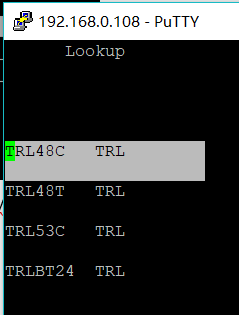 192.168.0.108 - PuTTY
Lookup
TRL48C TRL
TRL48T TRL
TRL53C TRL
TRLBT24 TRL